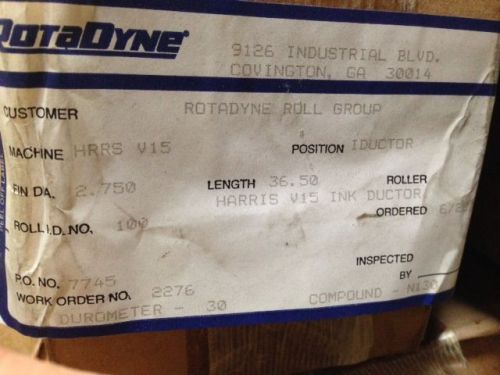 ROTADYNE®
9126 INDUSTRIAL BLVD.
COVINGTON, GA 30014
CUSTOMER ROTADYNE ROLL GROUP
MACHINE HRRS V15 POSITION IDUCTOR
FIN DA. 2.750 LENGTH 36.50 ROLLER
HARRIS V15 INK DUCTOR
ORDERED
ROLL I.D. NO. 100
P.O. NO. 7745 INSPECTED
BY
WORK ORDER NO. 2276
DUROMETER - 30 COMPOUND - N130